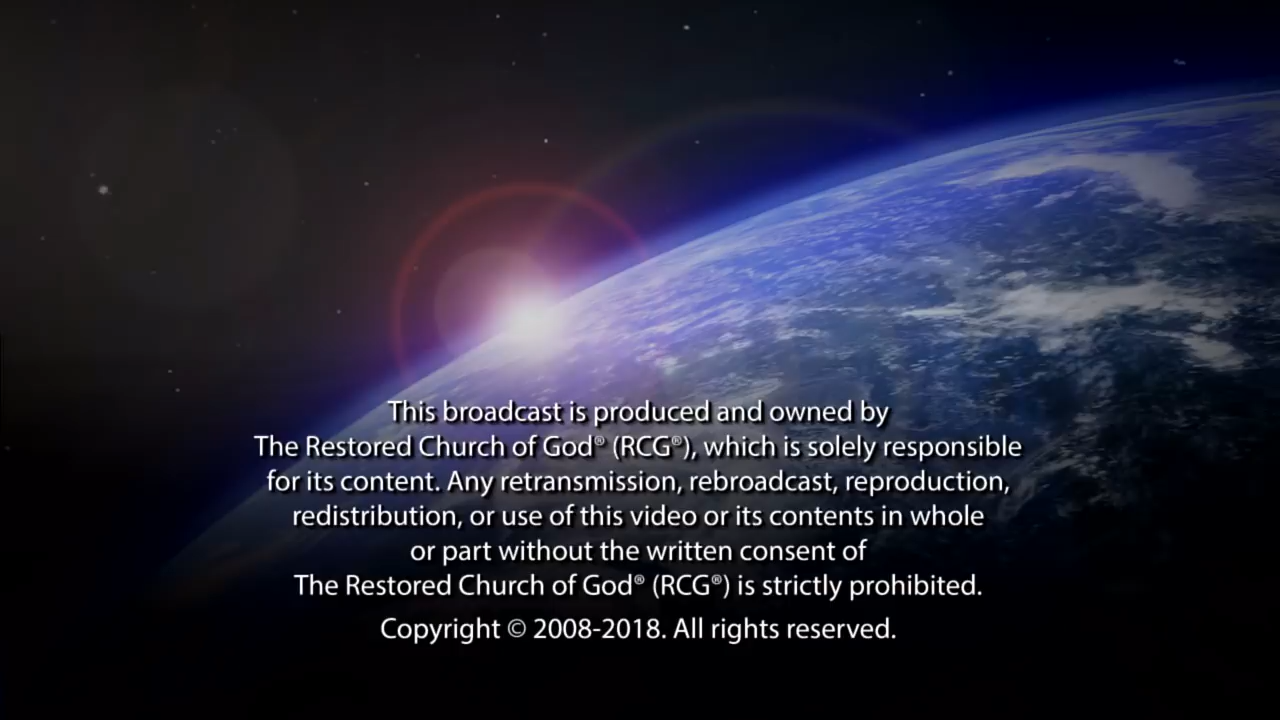 This broadcast is produced and owned by
The Restored Church of God® (RCG®), which is solely responsible
for its content. Any retransmission, rebroadcast, reproduction,
redistribution, or use of this video or its contents in whole
or part without the written consent of
The Restored Church of God® (RCG®) is strictly prohibited.
Copyright © 2008-2018. All rights reserved.